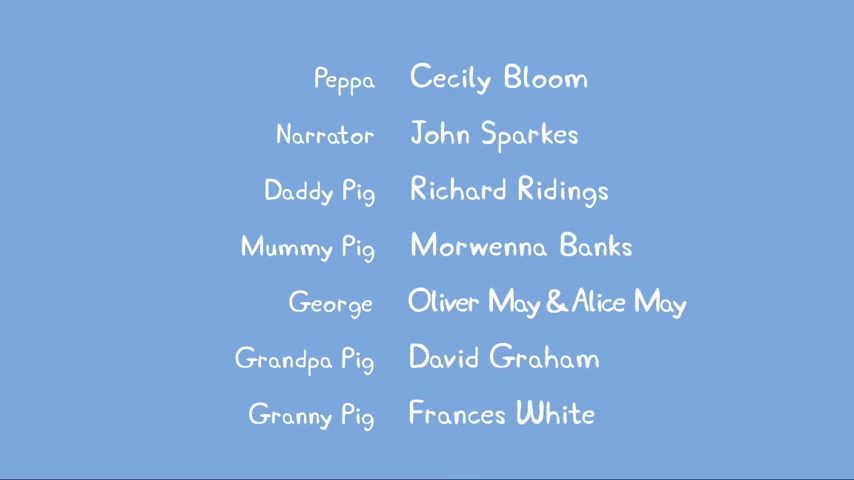 Peppa Cecily Bloom
Narrator John Sparkes
Daddy Pig Richard Ridings
Mummy Pig Morwenna Banks
George Oliver May & Alice May
Grandpa Pig David Graham
Granny Pig Frances White